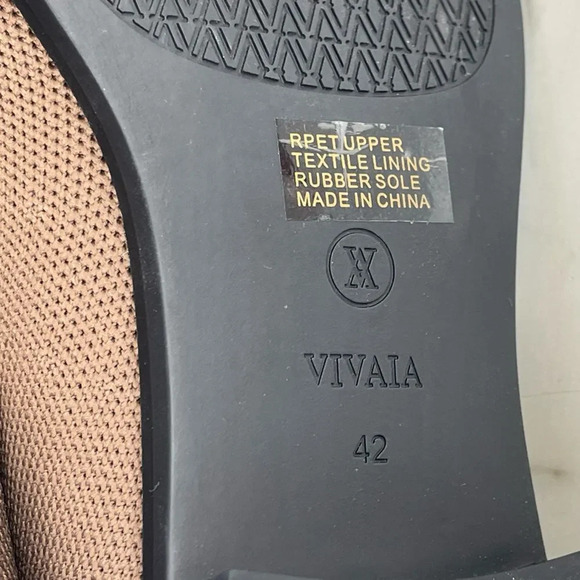 RPET UPPER
TEXTILE LINING
RUBBER SOLE
MADE IN CHINA
VIVAIA
42